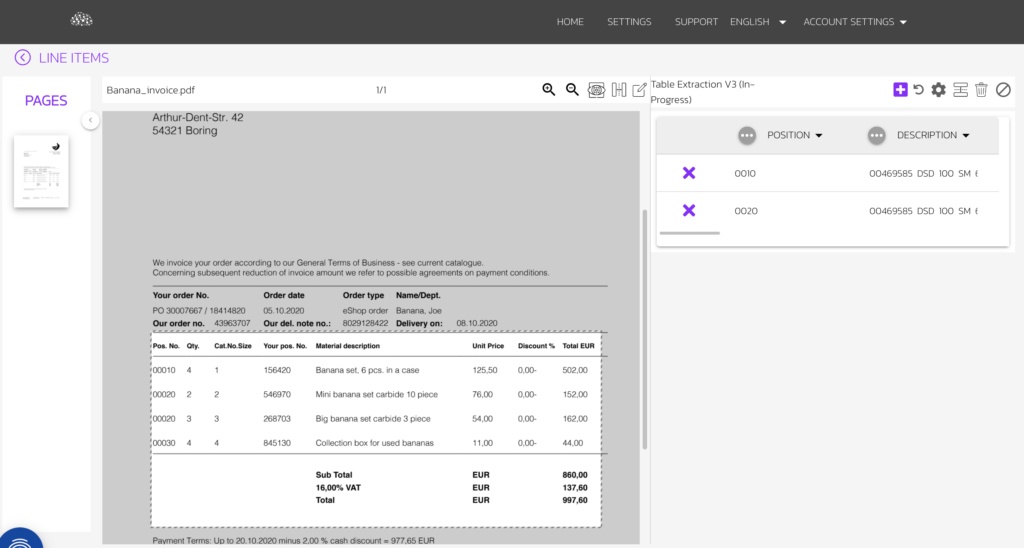 HOME SETTINGS SUPPORT ENGLISH ACCOUNT SETTINGS
LINE ITEMS
PAGES
Banana_invoice.pdf 1/1
Table Extraction V3 (In-
Progress)
Arthur-Dent-Str. 42
54321 Boring
We invoice your order according to our General Terms of Business - see current catalogue.
Concerning subsequent reduction of invoice amount we refer to possible agreements on payment conditions.
Your order No. Order date Order type Name/Dept.
PO 30007667 / 18414820 05.10.2020 eShop order Banana, Joe
Our order no. 43963707 Our del. note no.: 8029128422 Delivery on: 08.10.2020
Pos. No. Qty. Cat.No.Size Your pos. No. Material description Unit Price Discount % Total EUR
00010 4 1 156420 Banana set, 6 pcs. in a case 125,50 0,00- 502,00
00020 2 2 546970 Mini banana set carbide 10 piece 76,00 0,00- 152,00
00020 3 3 268703 Big banana set carbide 3 piece 54,00 0,00- 162,00
00030 4 4 845130 Collection box for used bananas 11,00 0,00- 44,00
Sub Total EUR 860,00
16,00% VAT EUR 137,60
Total EUR 997,60
Payment Terms: Up to 20.10.2020 minus 2,00 % cash discount = 977,65 EUR
POSITION DESCRIPTION
0010 00469585 DSD 100 SM
0020 00469585 DSD 100 SM